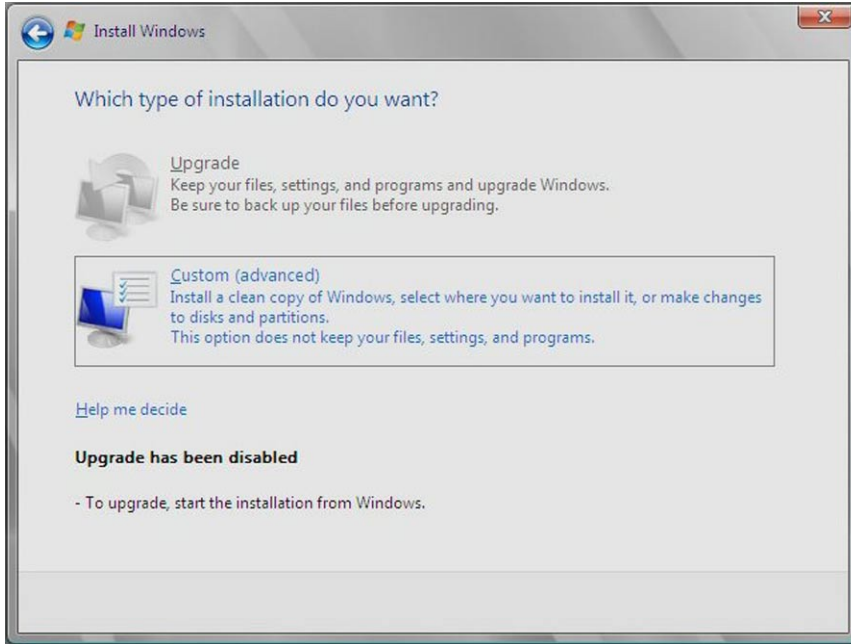 Install Windows
Which type of installation do you want?
Upgrade
Keep your files, settings, and programs and upgrade Windows.
Be sure to back up your files before upgrading.
Custom (advanced)
Install a clean copy of Windows, select where you want to install it, or make changes
to disks and partitions.
This option does not keep your files, settings, and programs.
Help me decide
Upgrade has been disabled
- To upgrade, start the installation from Windows.